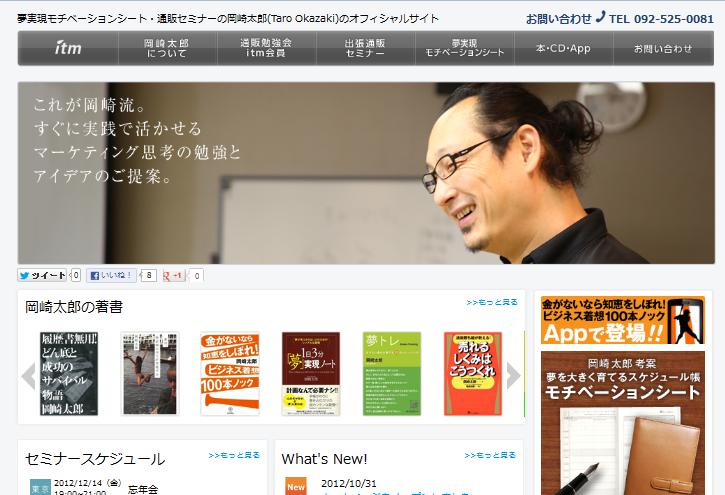 夢実現モチベーションシート・通販セミナーの岡崎太郎(Taro Okazaki)のオフィシャルサイト
お問い合わせ TEL 092-525-0081
itm
岡崎太郎
について
通販勉強会
itm会員
出張通販
セミナー
夢実現
モチベーションシート
本・CD・App
お問い合わせ
これが岡崎流。
すぐに実践で活かせる
マーケティング思考の勉強と
アイデアのご提案。
ツイート 0
いいね! 8
+1 0
岡崎太郎の著書
>>もっと見る
履歴書無用!
どん底と
成功の
サバイバル
物語
岡崎太郎
金がないなら
知恵をしぼれ!
ビジネス着想
100本ノック
1日3分
「夢」実現ノート
計画なんて必要ナシ!!
夢トレ
売れる
しくみは
こうつくれ
金がないなら知恵をしぼれ!
ビジネス着想100本ノック
Appで登場!!
岡崎太郎 考案
夢を大きく育てるスケジュール帳
モチベーションシート
セミナースケジュール
>>もっと見る
東京
2012/12/14（金）
19:00~21:00
忘年会
What's New!
>>もっと見る
New
2012/10/31